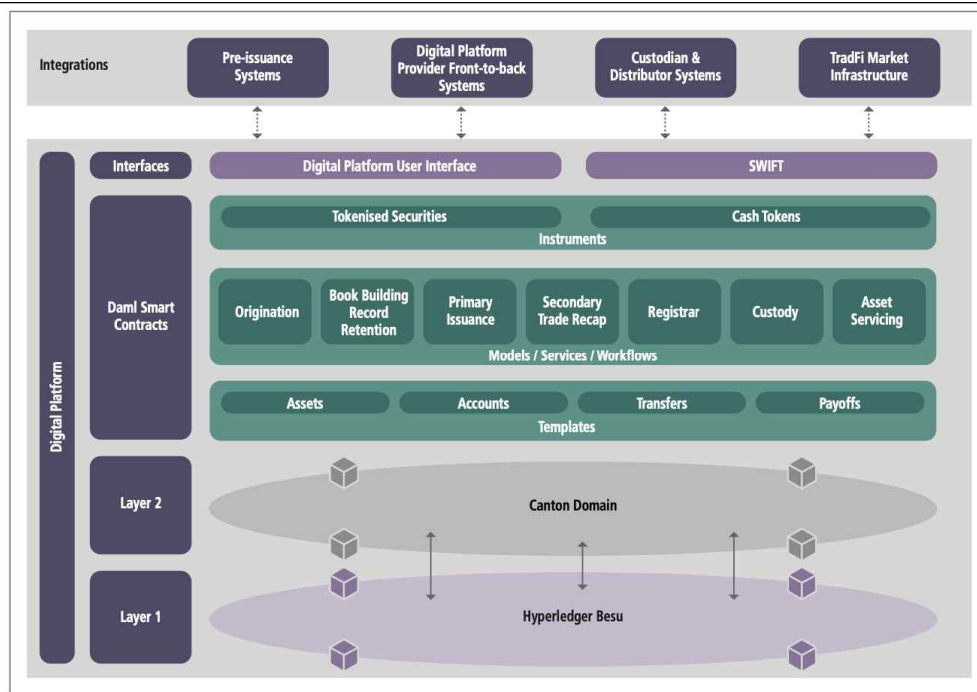 Integrations
Pre-issuance
Systems
Digital Platform
Provider Front-to-back
Systems
Custodian &
Distributor Systems
TradFi Market
Infrastructure
Digital Platform
Interfaces
Digital Platform User Interface
SWIFT
Daml Smart
Contracts
Tokenised Securities
Cash Tokens
Instruments
Origination
Book Building
Record
Retention
Primary
Issuance
Secondary
Trade Recap
Registrar
Custody
Asset
Servicing
Models / Services / Workflows
Assets
Accounts
Transfers
Payoffs
Templates
Layer 2
Canton Domain
Layer 1
Hyperledger Besu